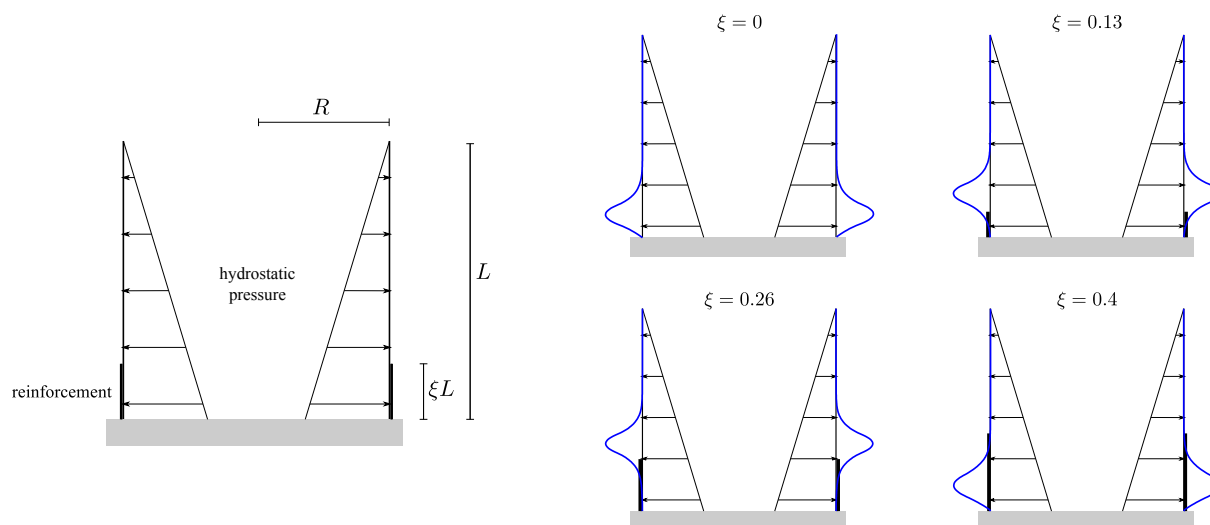 R
hydrostatic
pressure
L
reinforcement
ξL
ξ = 0
ξ = 0.13
ξ = 0.26
ξ = 0.4